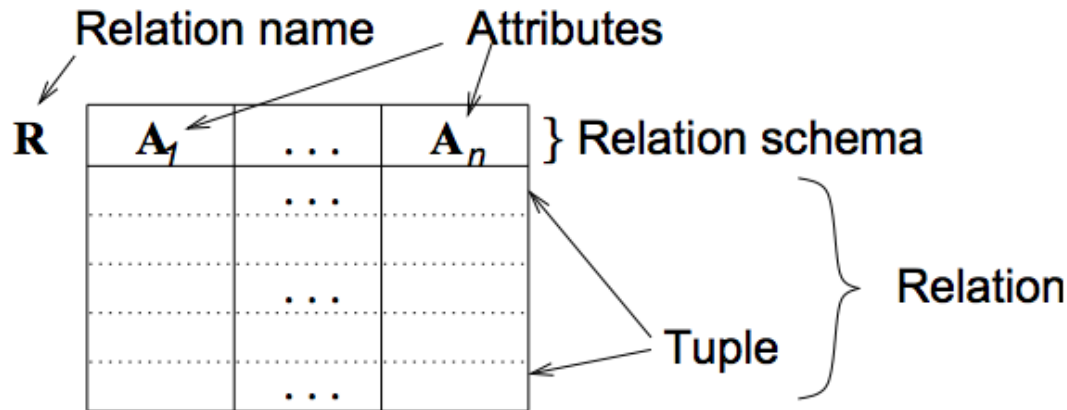 Relation name Attributes
R A1 ... An } Relation schema
...
... Relation
Tuple
...